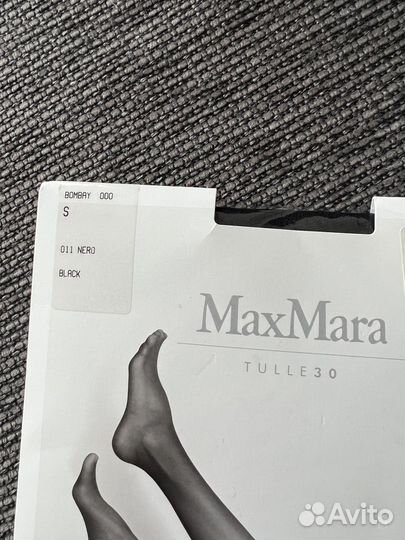 BOMBAY 000
S
011 NERO
BLACK
MaxMara
TULLE30
Avito